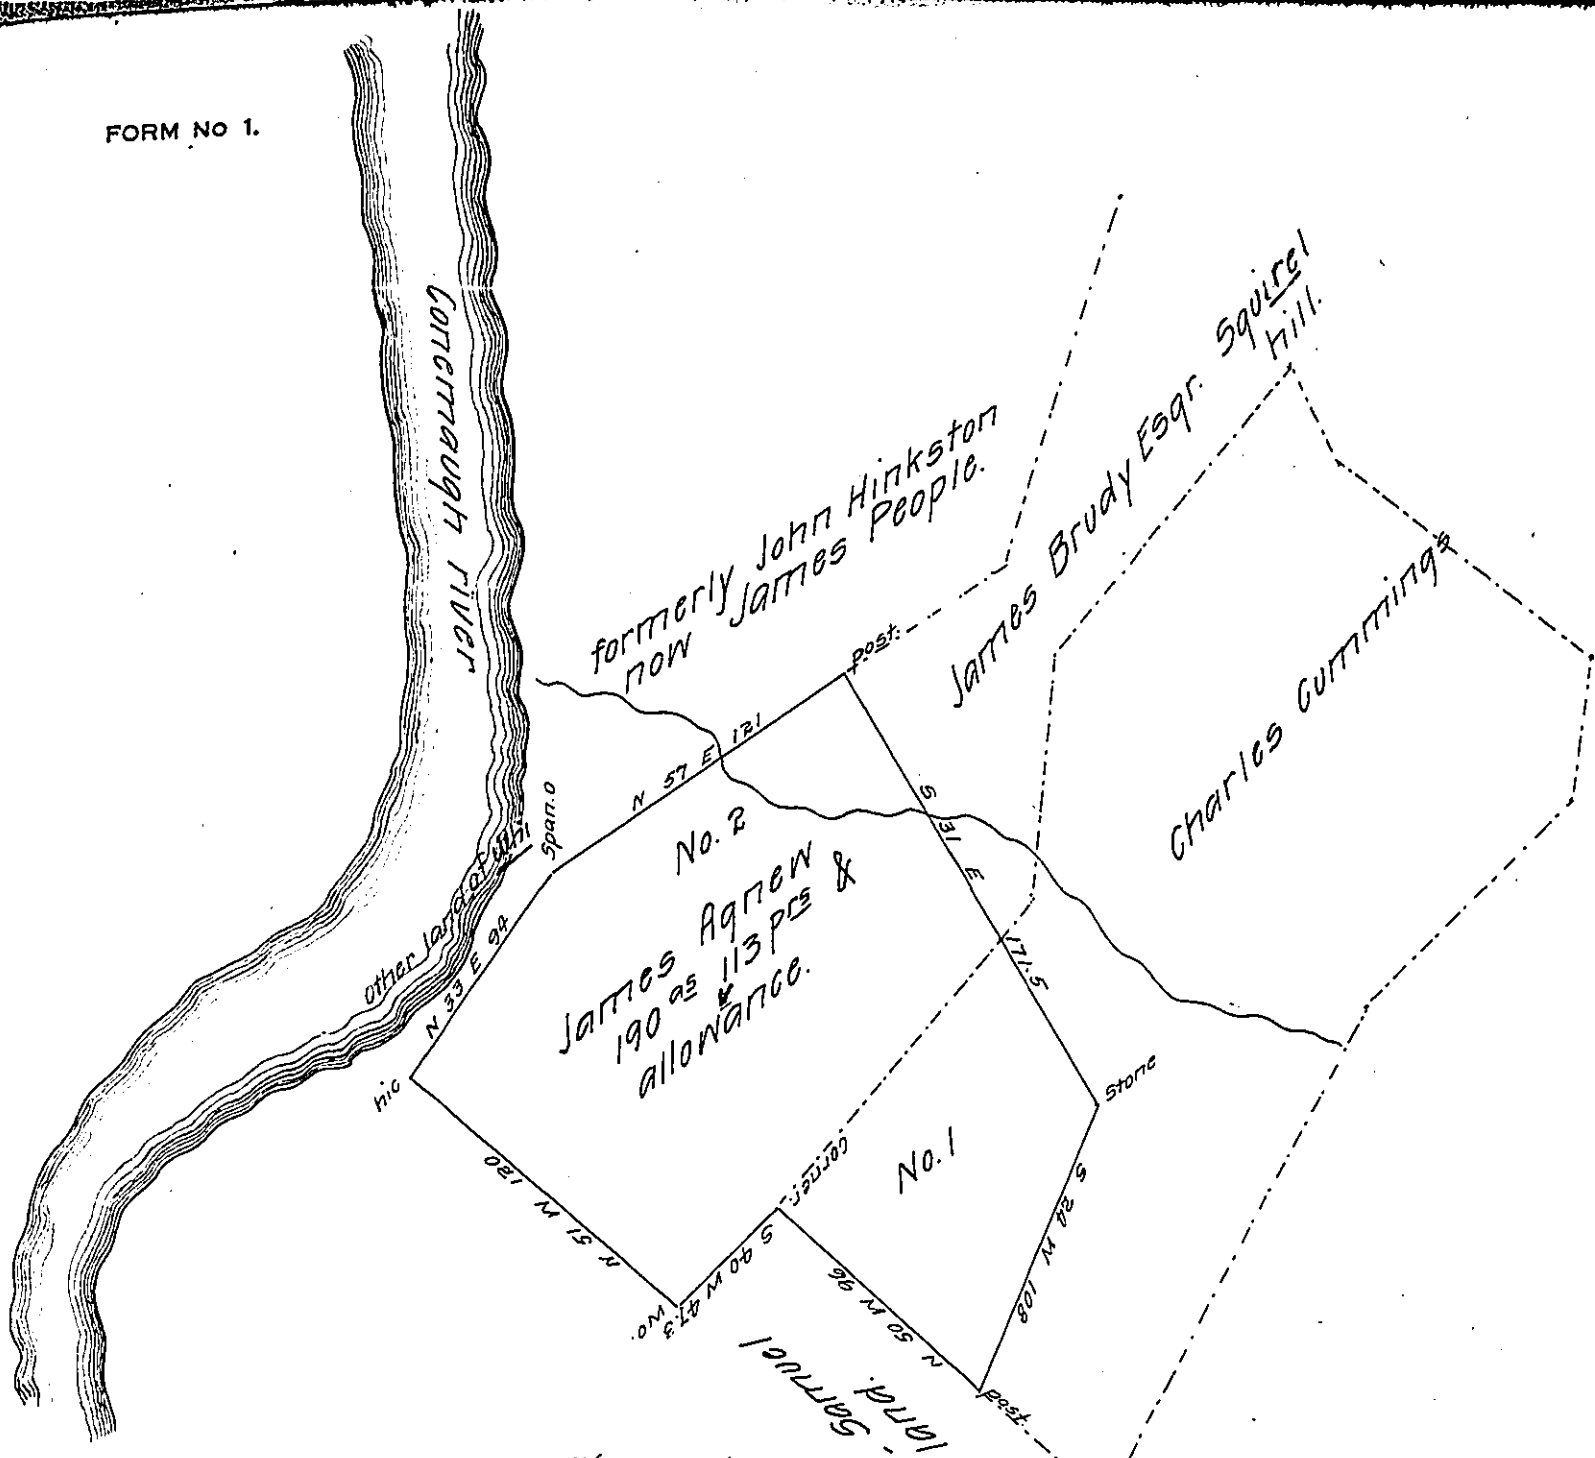 FORM No 1.
Conemaugh river
formerly John Hinkston
now James People.
James Brudy Esqr. Squirel
hill.
Charles Cummings
post.
N 57 E 121
Span.o
other land of
N 33 E 94
hic
No. 2
James Agnew
190 as 113 prs &
allowance.
S 31 E 171.5
stone
S 24 W 108
No. 1
corner.
N 51 W 120
S 40 W 47.3
W.O.
N 50 W 96
post.
Samuel
land.